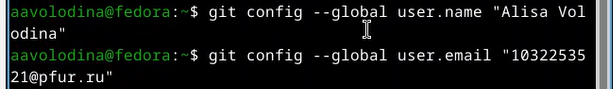 aavolodina@fedora:~$ git config --global user.name "Alisa Vol
odina"
aavolodina@fedora:~$ git config --global user.email "10322535
21@pfur.ru"